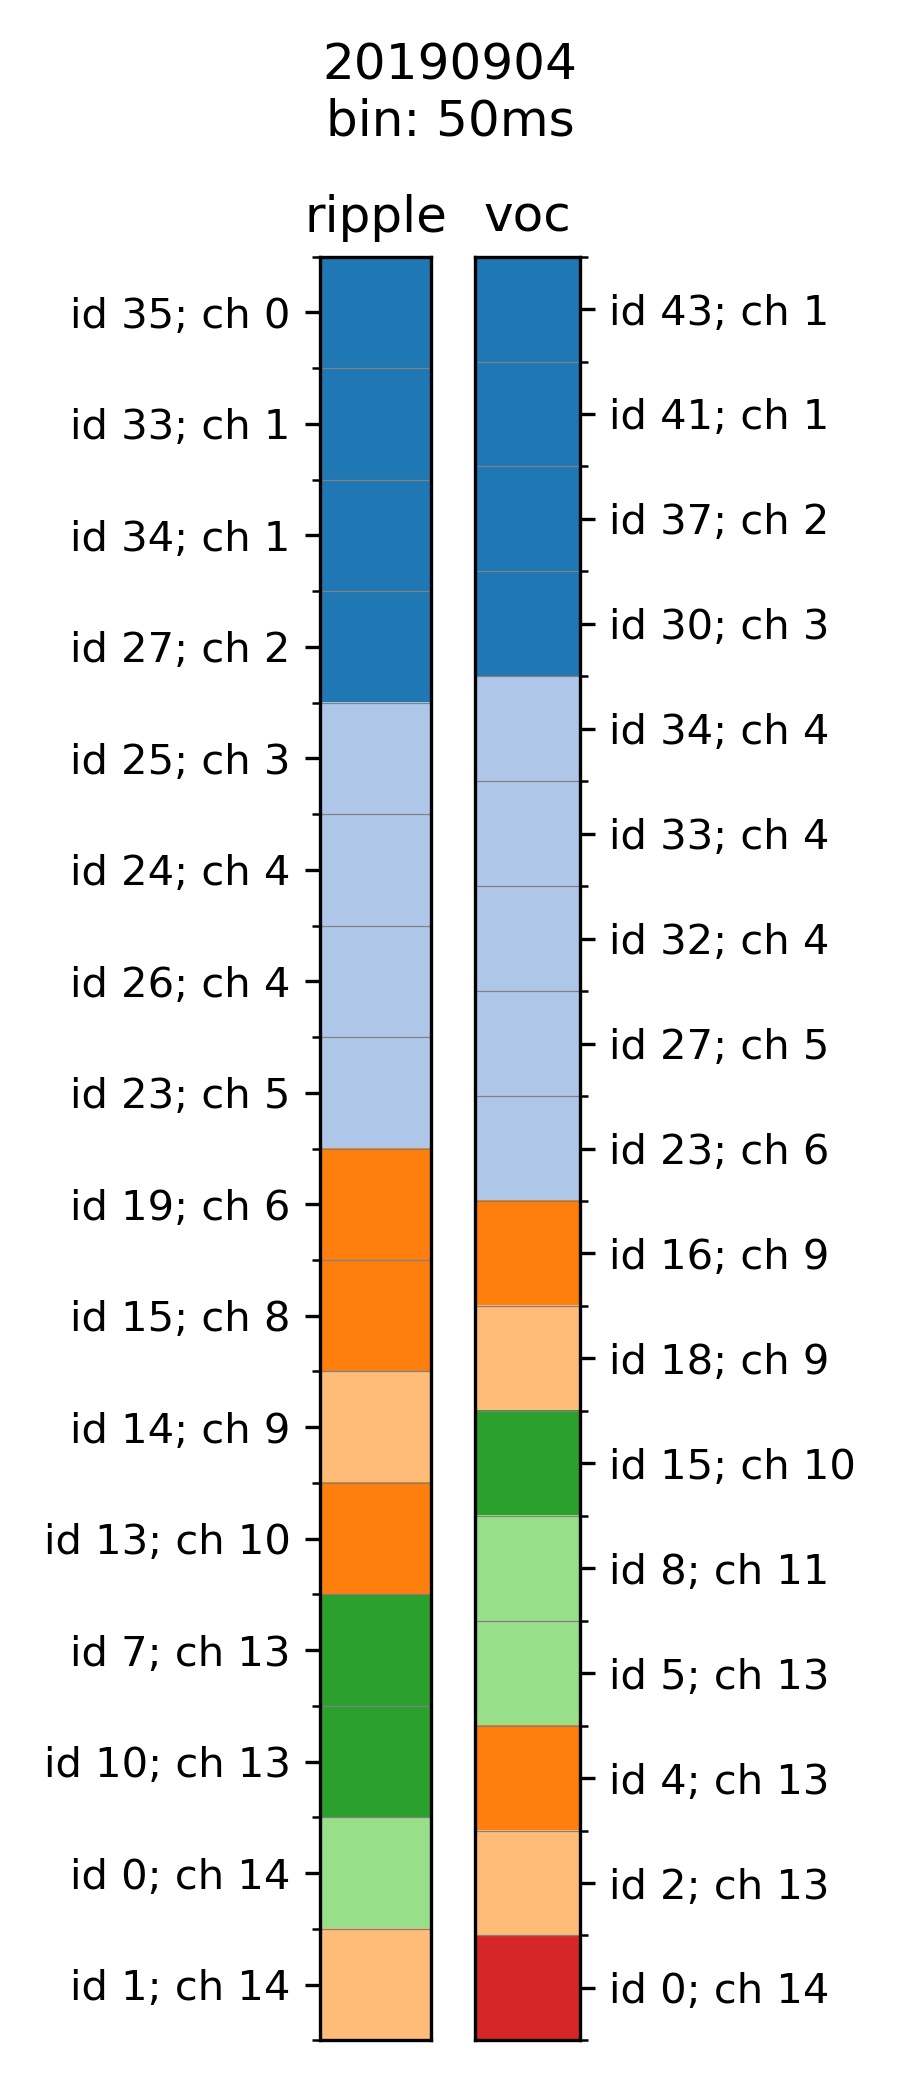 20190904
bin: 50ms
ripple voc
id 35; ch 0
id 33; ch 1
id 34; ch 1
id 27; ch 2
id 25; ch 3
id 24; ch 4
id 26; ch 4
id 23; ch 5
id 19; ch 6
id 15; ch 8
id 14; ch 9
id 13; ch 10
id 7; ch 13
id 10; ch 13
id 0; ch 14
id 1; ch 14
id 43; ch 1
id 41; ch 1
id 37; ch 2
id 30; ch 3
id 34; ch 4
id 33; ch 4
id 32; ch 4
id 27; ch 5
id 23; ch 6
id 16; ch 9
id 18; ch 9
id 15; ch 10
id 8; ch 11
id 5; ch 13
id 4; ch 13
id 2; ch 13
id 0; ch 14